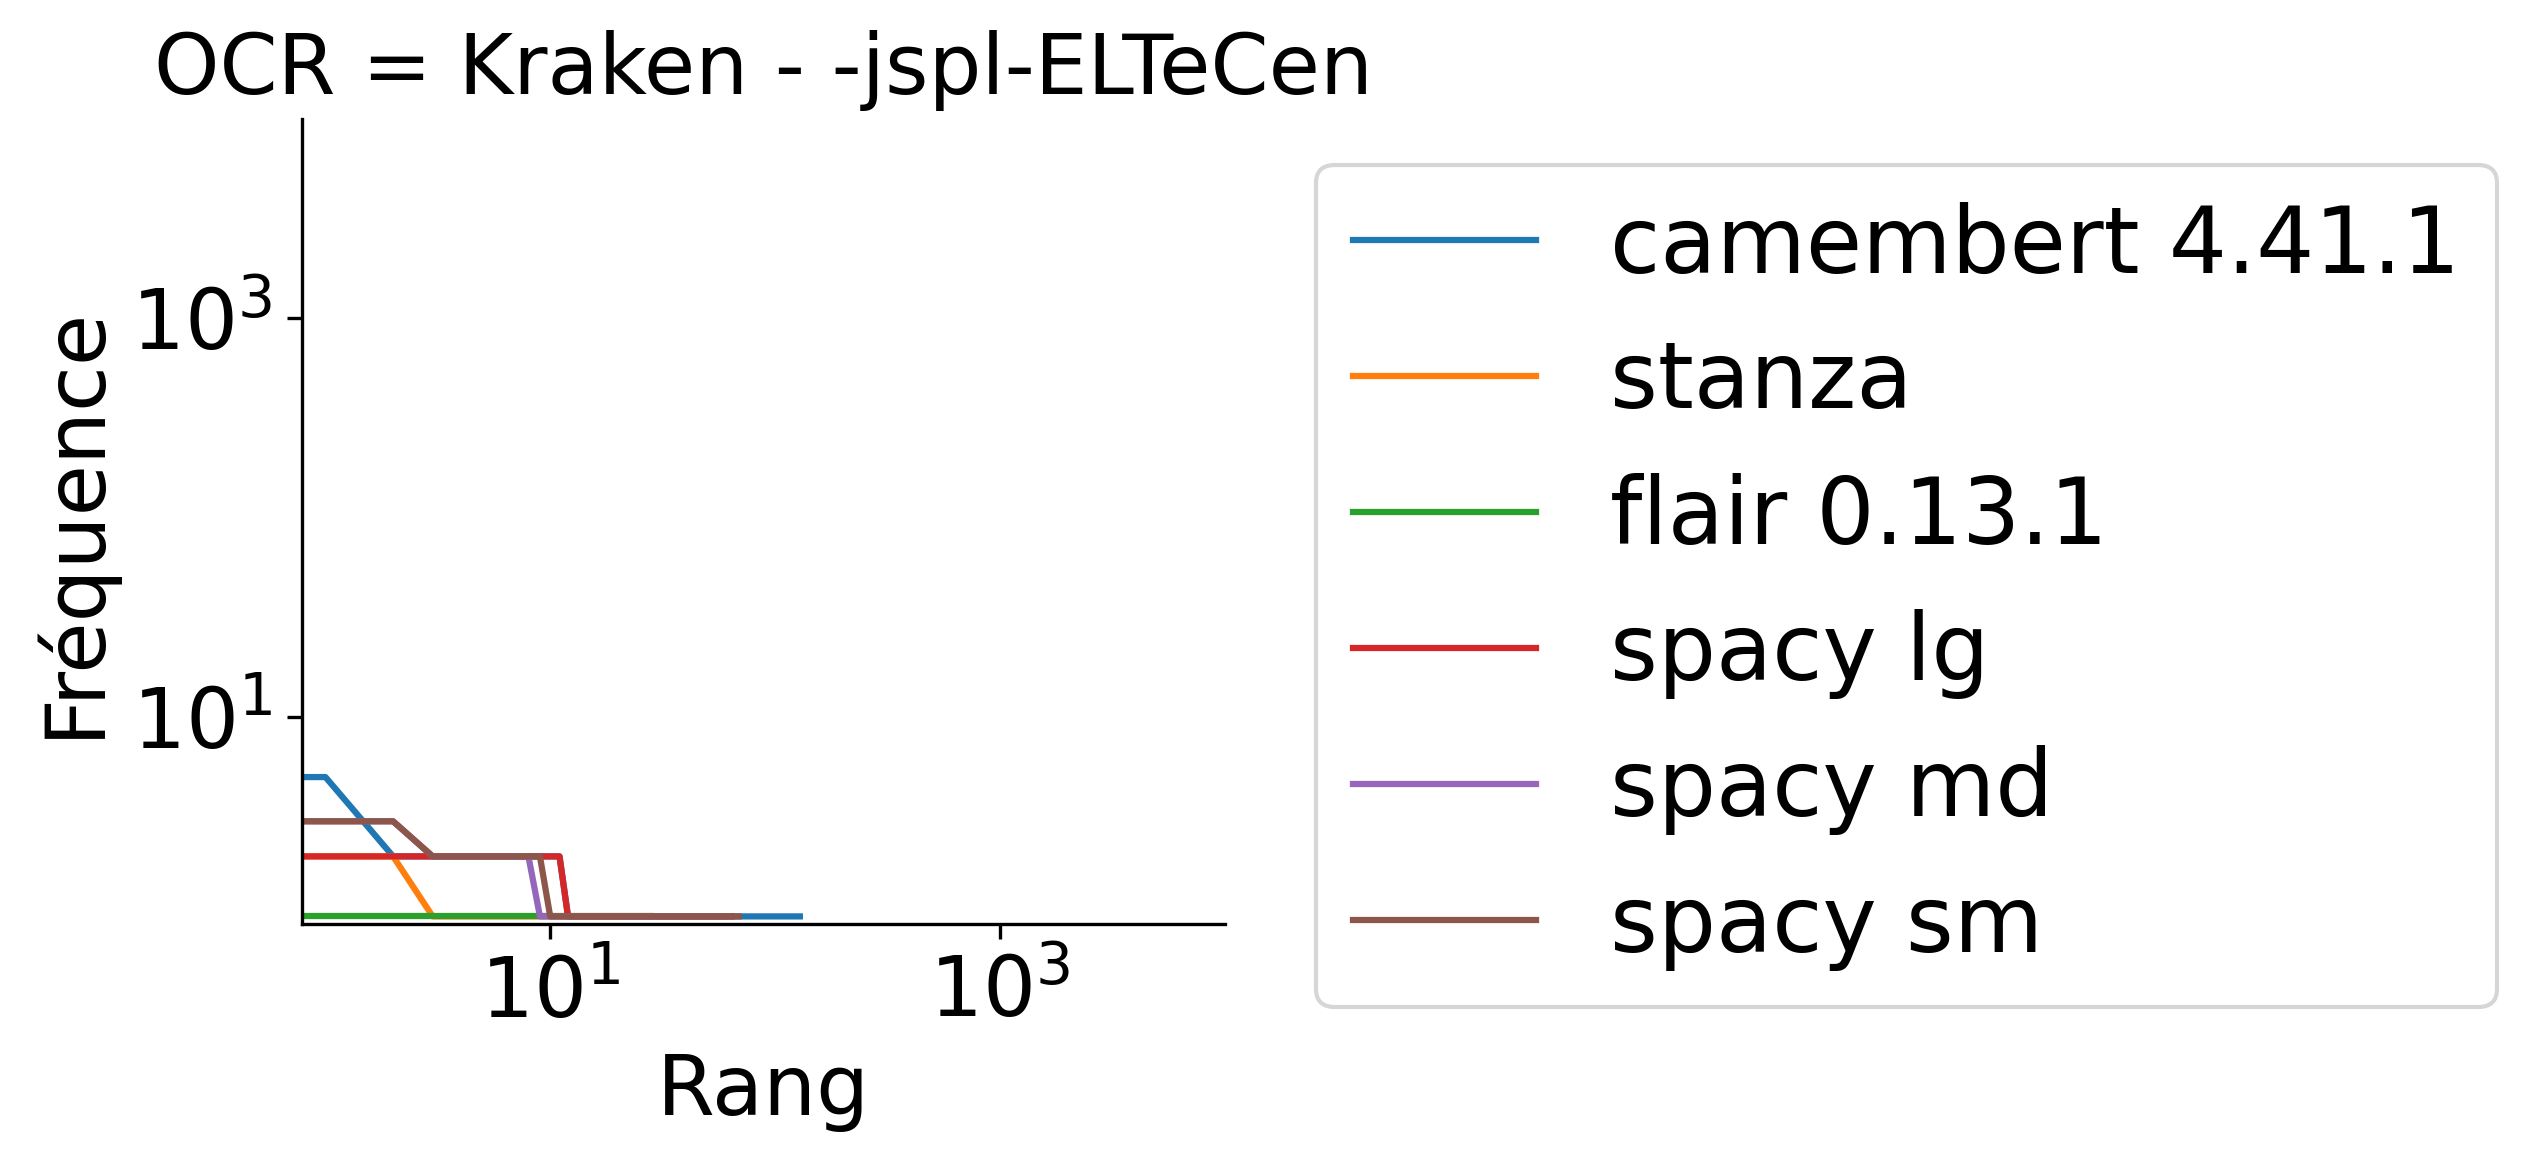 OCR = Kraken - -jspl-ELTeCen
Fréquence
10³
10¹
10¹
10³
Rang
camembert 4.41.1
stanza
flair 0.13.1
spacy lg
spacy md
spacy sm